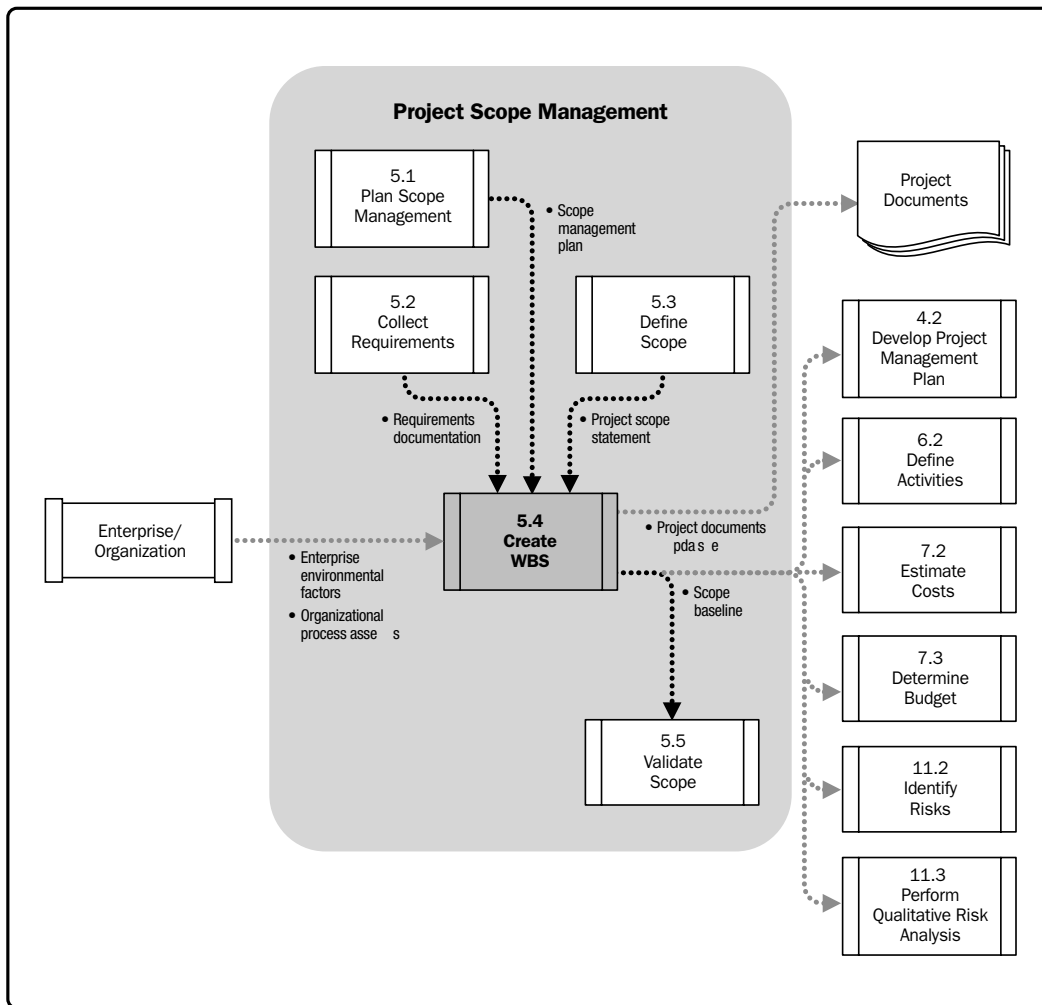 Project Scope Management
5.1
Plan Scope
Management
• Scope
management
plan
Project
Documents
5.2
Collect
Requirements
5.3
Define
Scope
4.2
Develop Project
Management
Plan
• Requirements
documentation
• Project scope
statement
6.2
Define
Activities
Enterprise/
Organization
5.4
Create
WBS
• Project documents
• Enterprise
environmental
factors
• Organizational
process
• Scope
baseline
7.2
Estimate
Costs
7.3
Determine
Budget
5.5
Validate
Scope
11.2
Identify
Risks
11.3
Perform
Qualitative Risk
Analysis